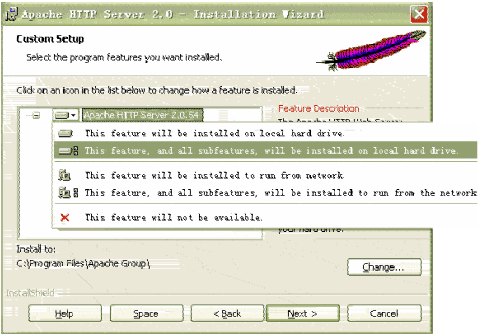 Apache HTTP Server 2.0 - Installation Wizard
Custom Setup
Select the program features you want installed.
Click on an icon in the list below to change how a feature is installed.
Apache HTTP Server 2.0.54
Feature Description
The Apache HTTP Web Server
This feature will be installed on local hard drive.
This feature, and all subfeatures, will be installed on local hard drive.
This feature will be installed to run from network.
This feature, and all subfeatures, will be installed to run from the network.
This feature will not be available.
your hard drive.
Install to:
C:\Program Files\Apache Group\
Change...
InstallShield
Help
Space
< Back
Next >
Cancel